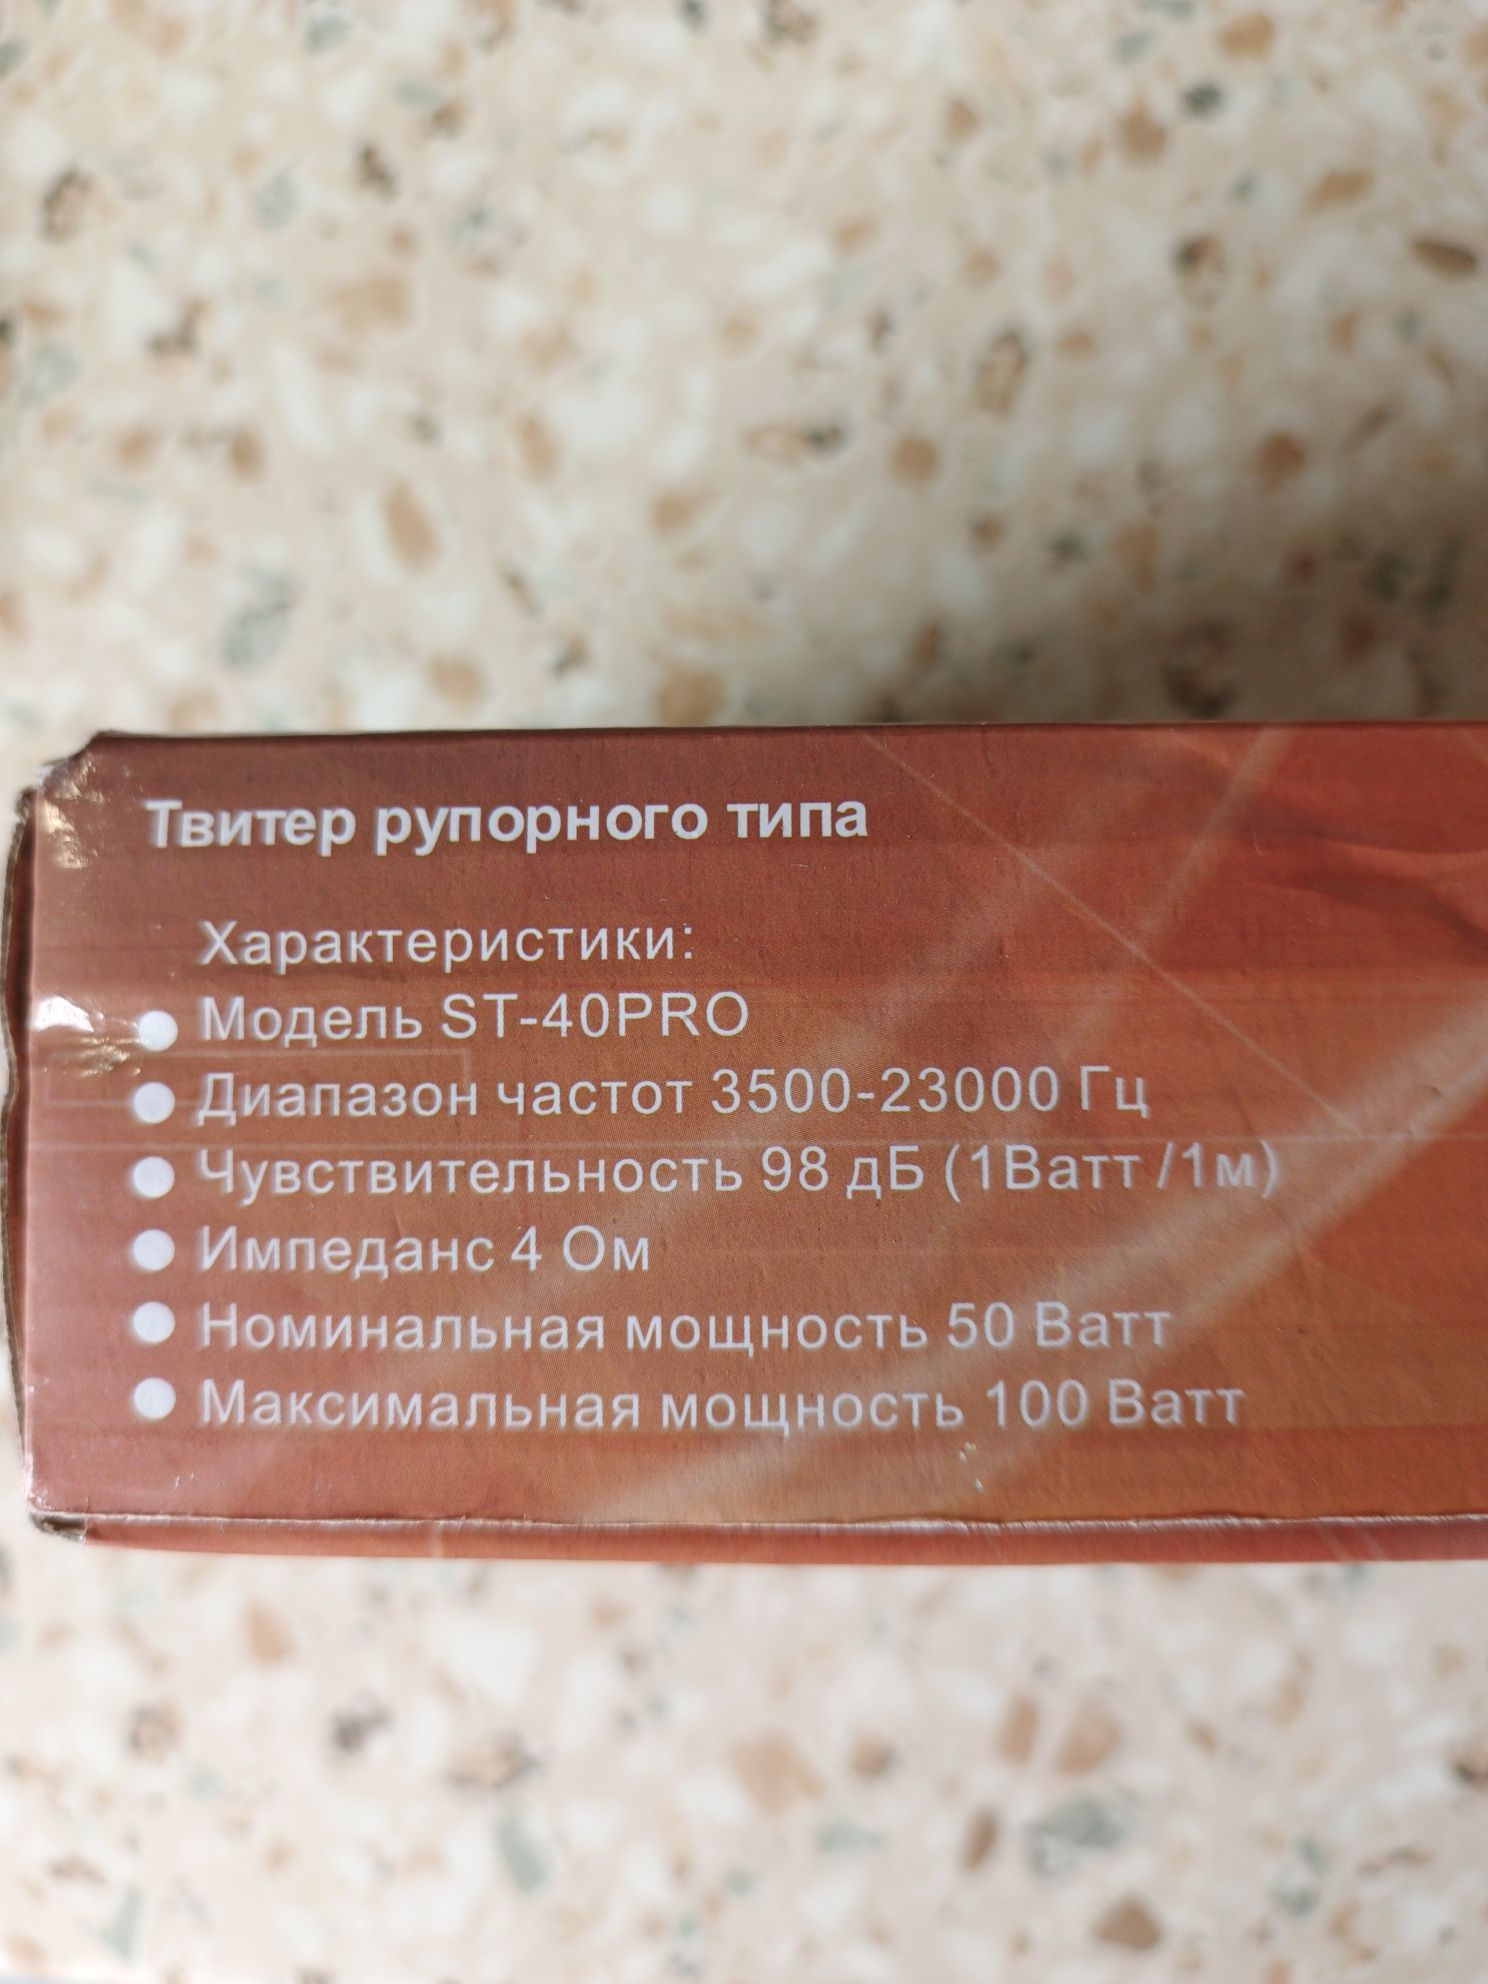 Твитер рупорного типа
Характеристики:
Модель ST-40PRO
Диапазон частот 3500-23000 Гц
Чувствительность 98 дБ (1Ватт /1м)
Импеданс 4 Ом
Номинальная мощность 50 Ватт
Максимальная мощность 100 Ватт